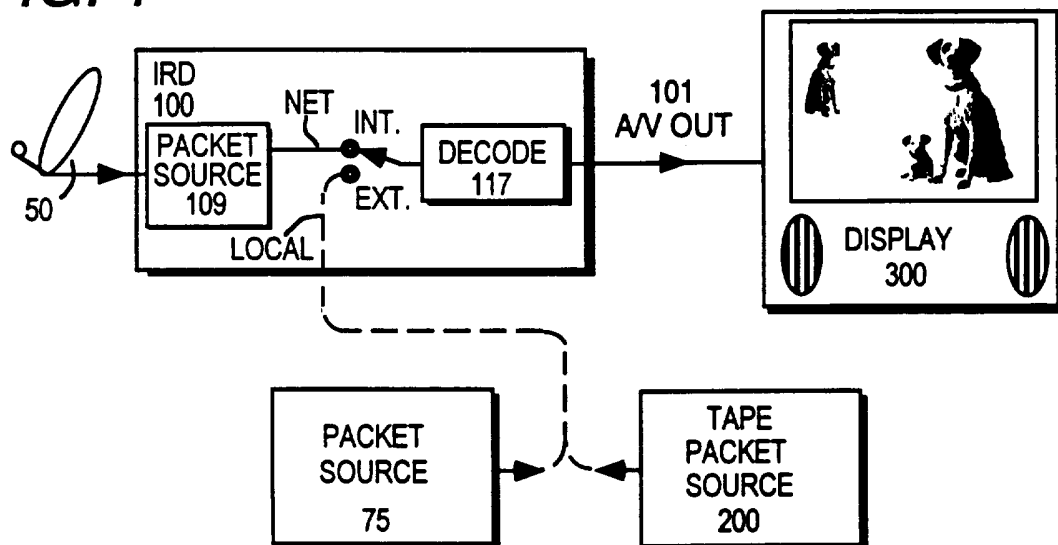 IRD
100
NET
INT.
PACKET
SOURCE
109
DECODE
117
EXT.
LOCAL
50
101
A/V OUT
DISPLAY
300
PACKET
SOURCE
75
TAPE
PACKET
SOURCE
200